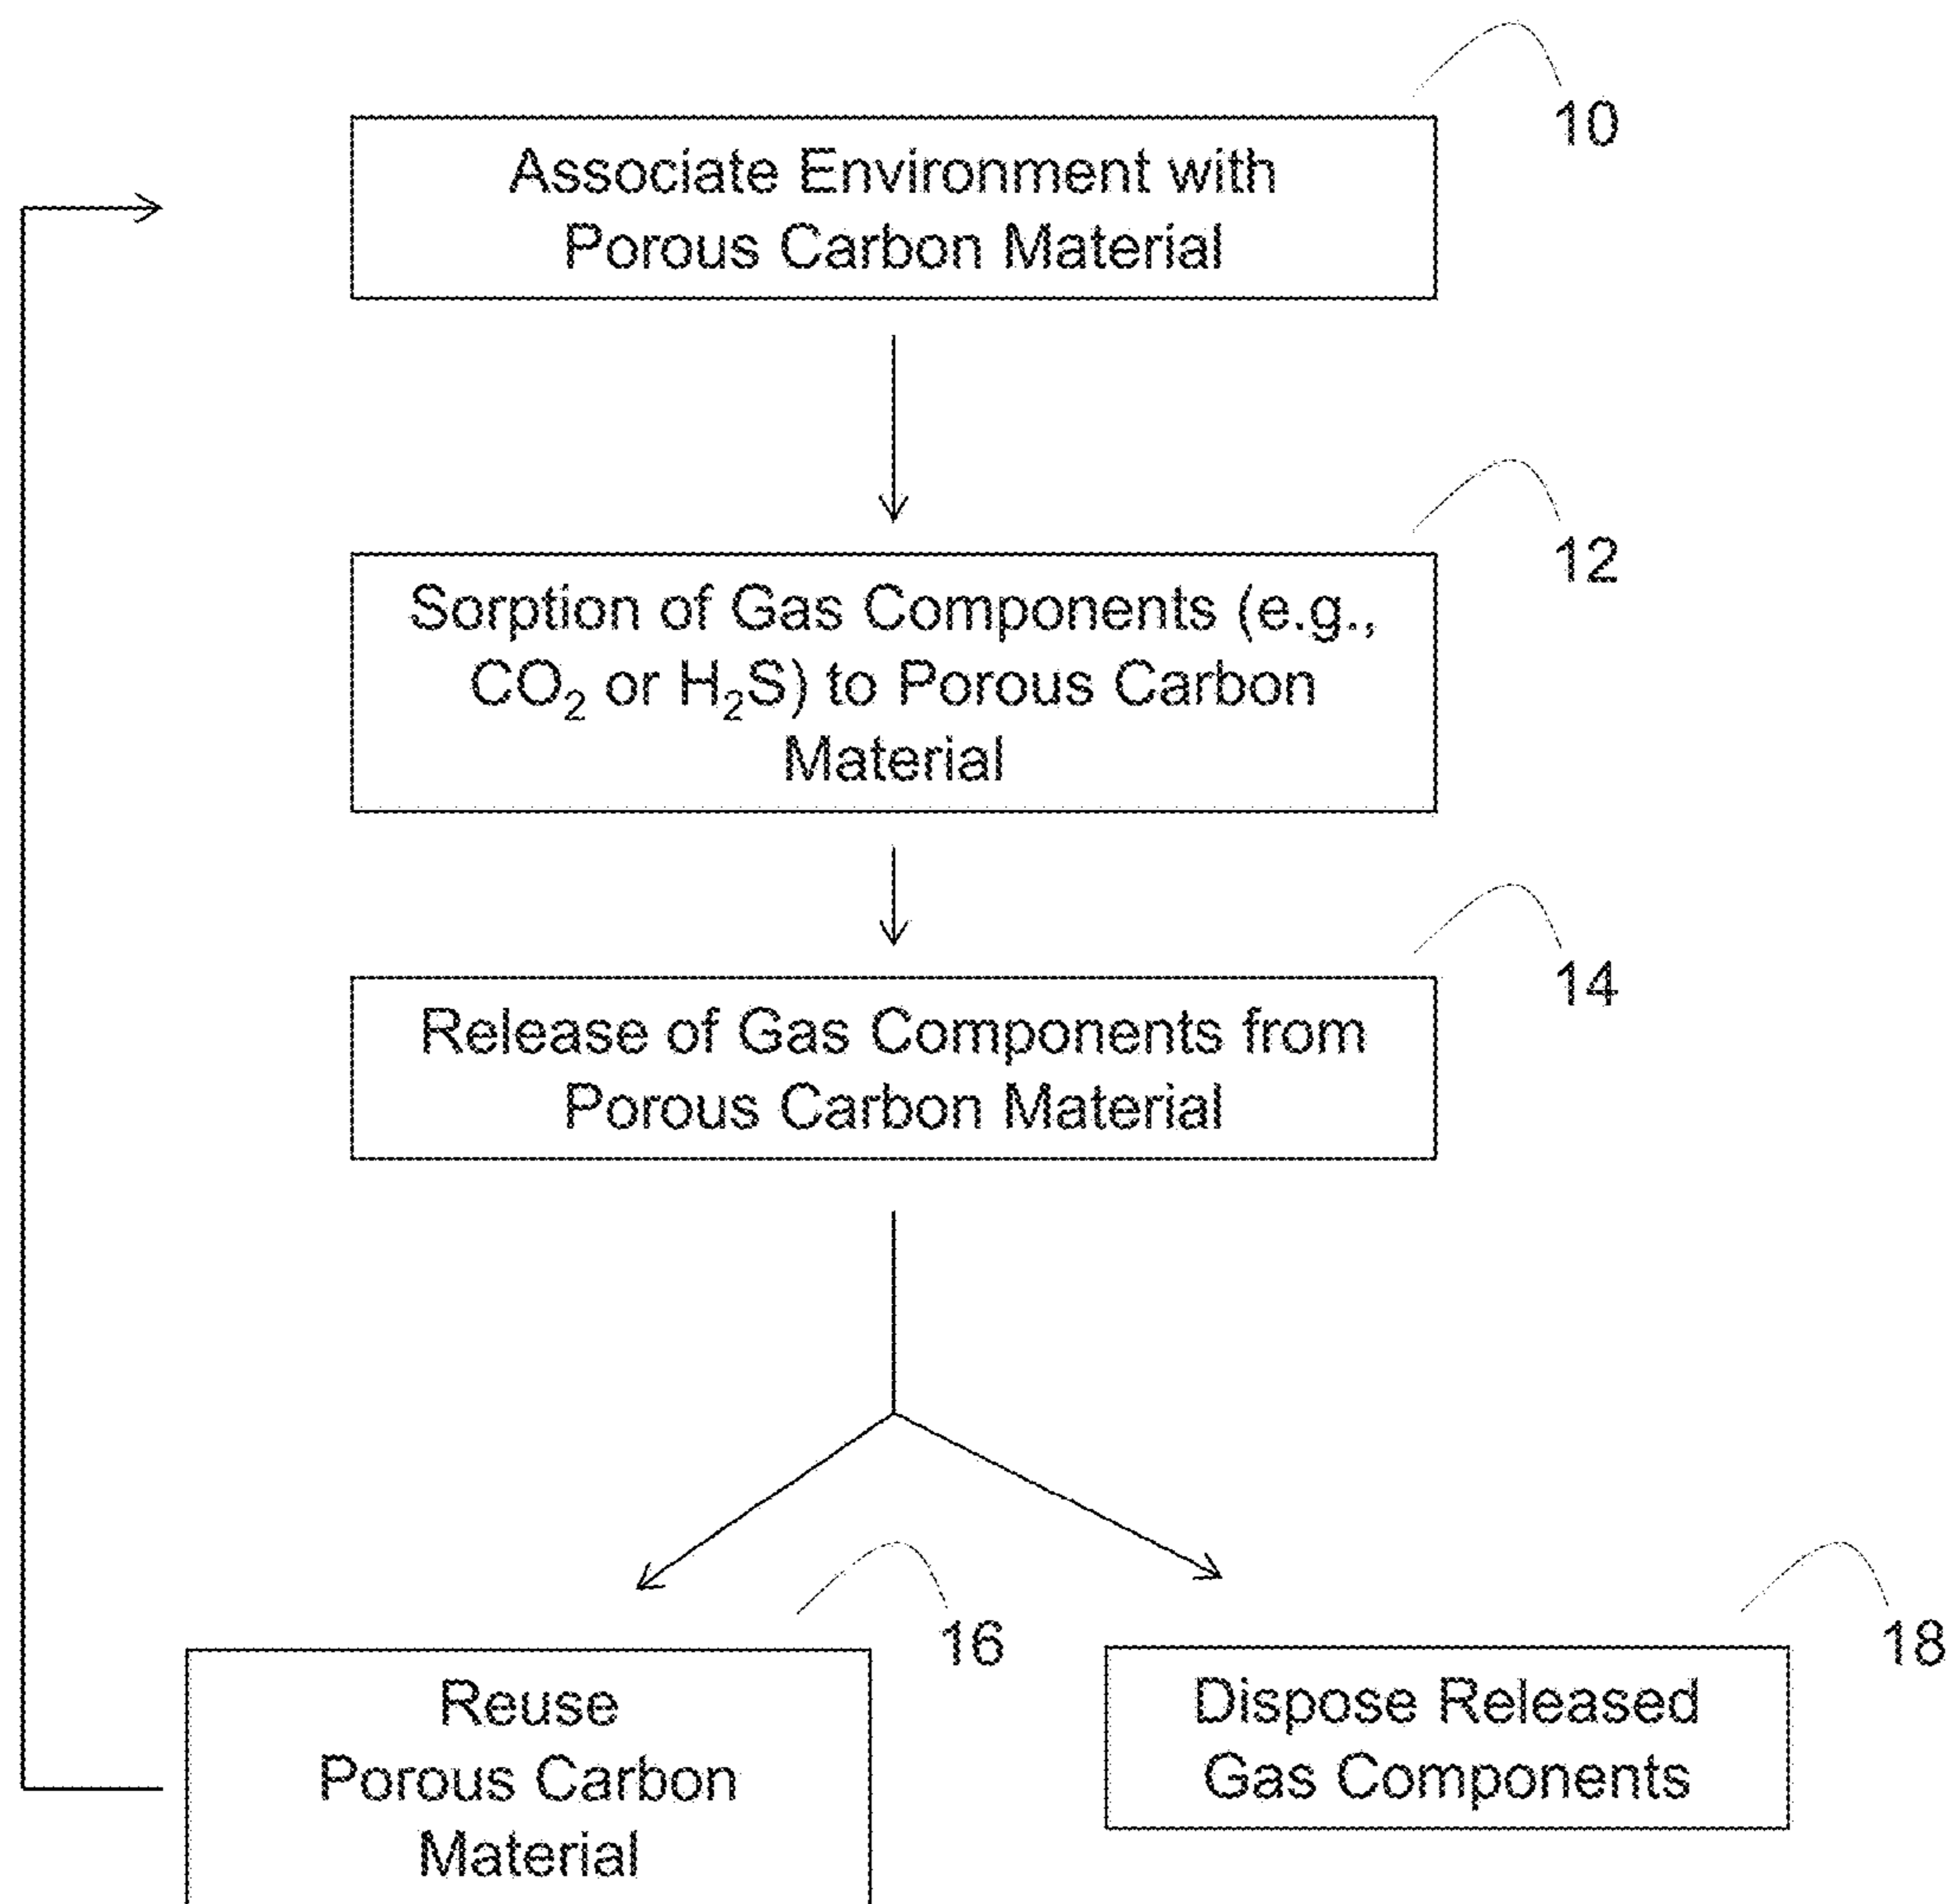 10
Associate Environment with
Porous Carbon Material
12
Sorption of Gas Components (e.g.,
CO₂ or H₂S) to Porous Carbon
Material
14
Release of Gas Components from
Porous Carbon Material
16
Reuse
Porous Carbon
Material
18
Dispose Released
Gas Components